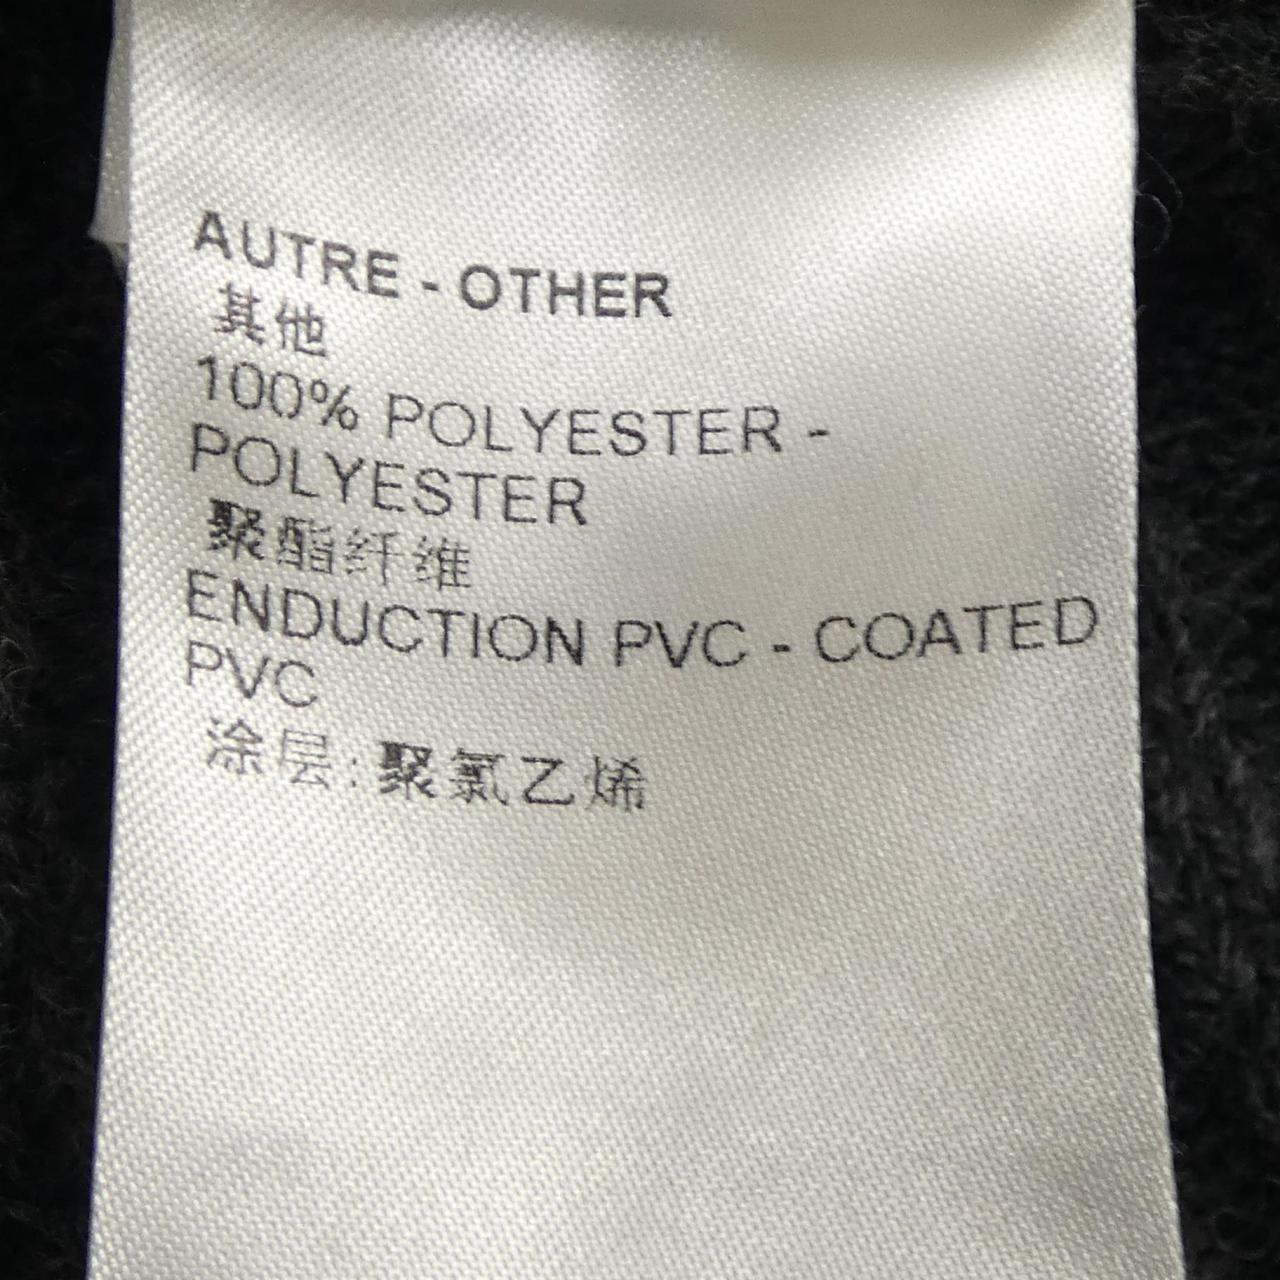 AUTRE - OTHER
其他
100% POLYESTER -
POLYESTER
聚酯纤维
ENDUCTION PVC - COATED
PVC
涂层: 聚氯乙烯